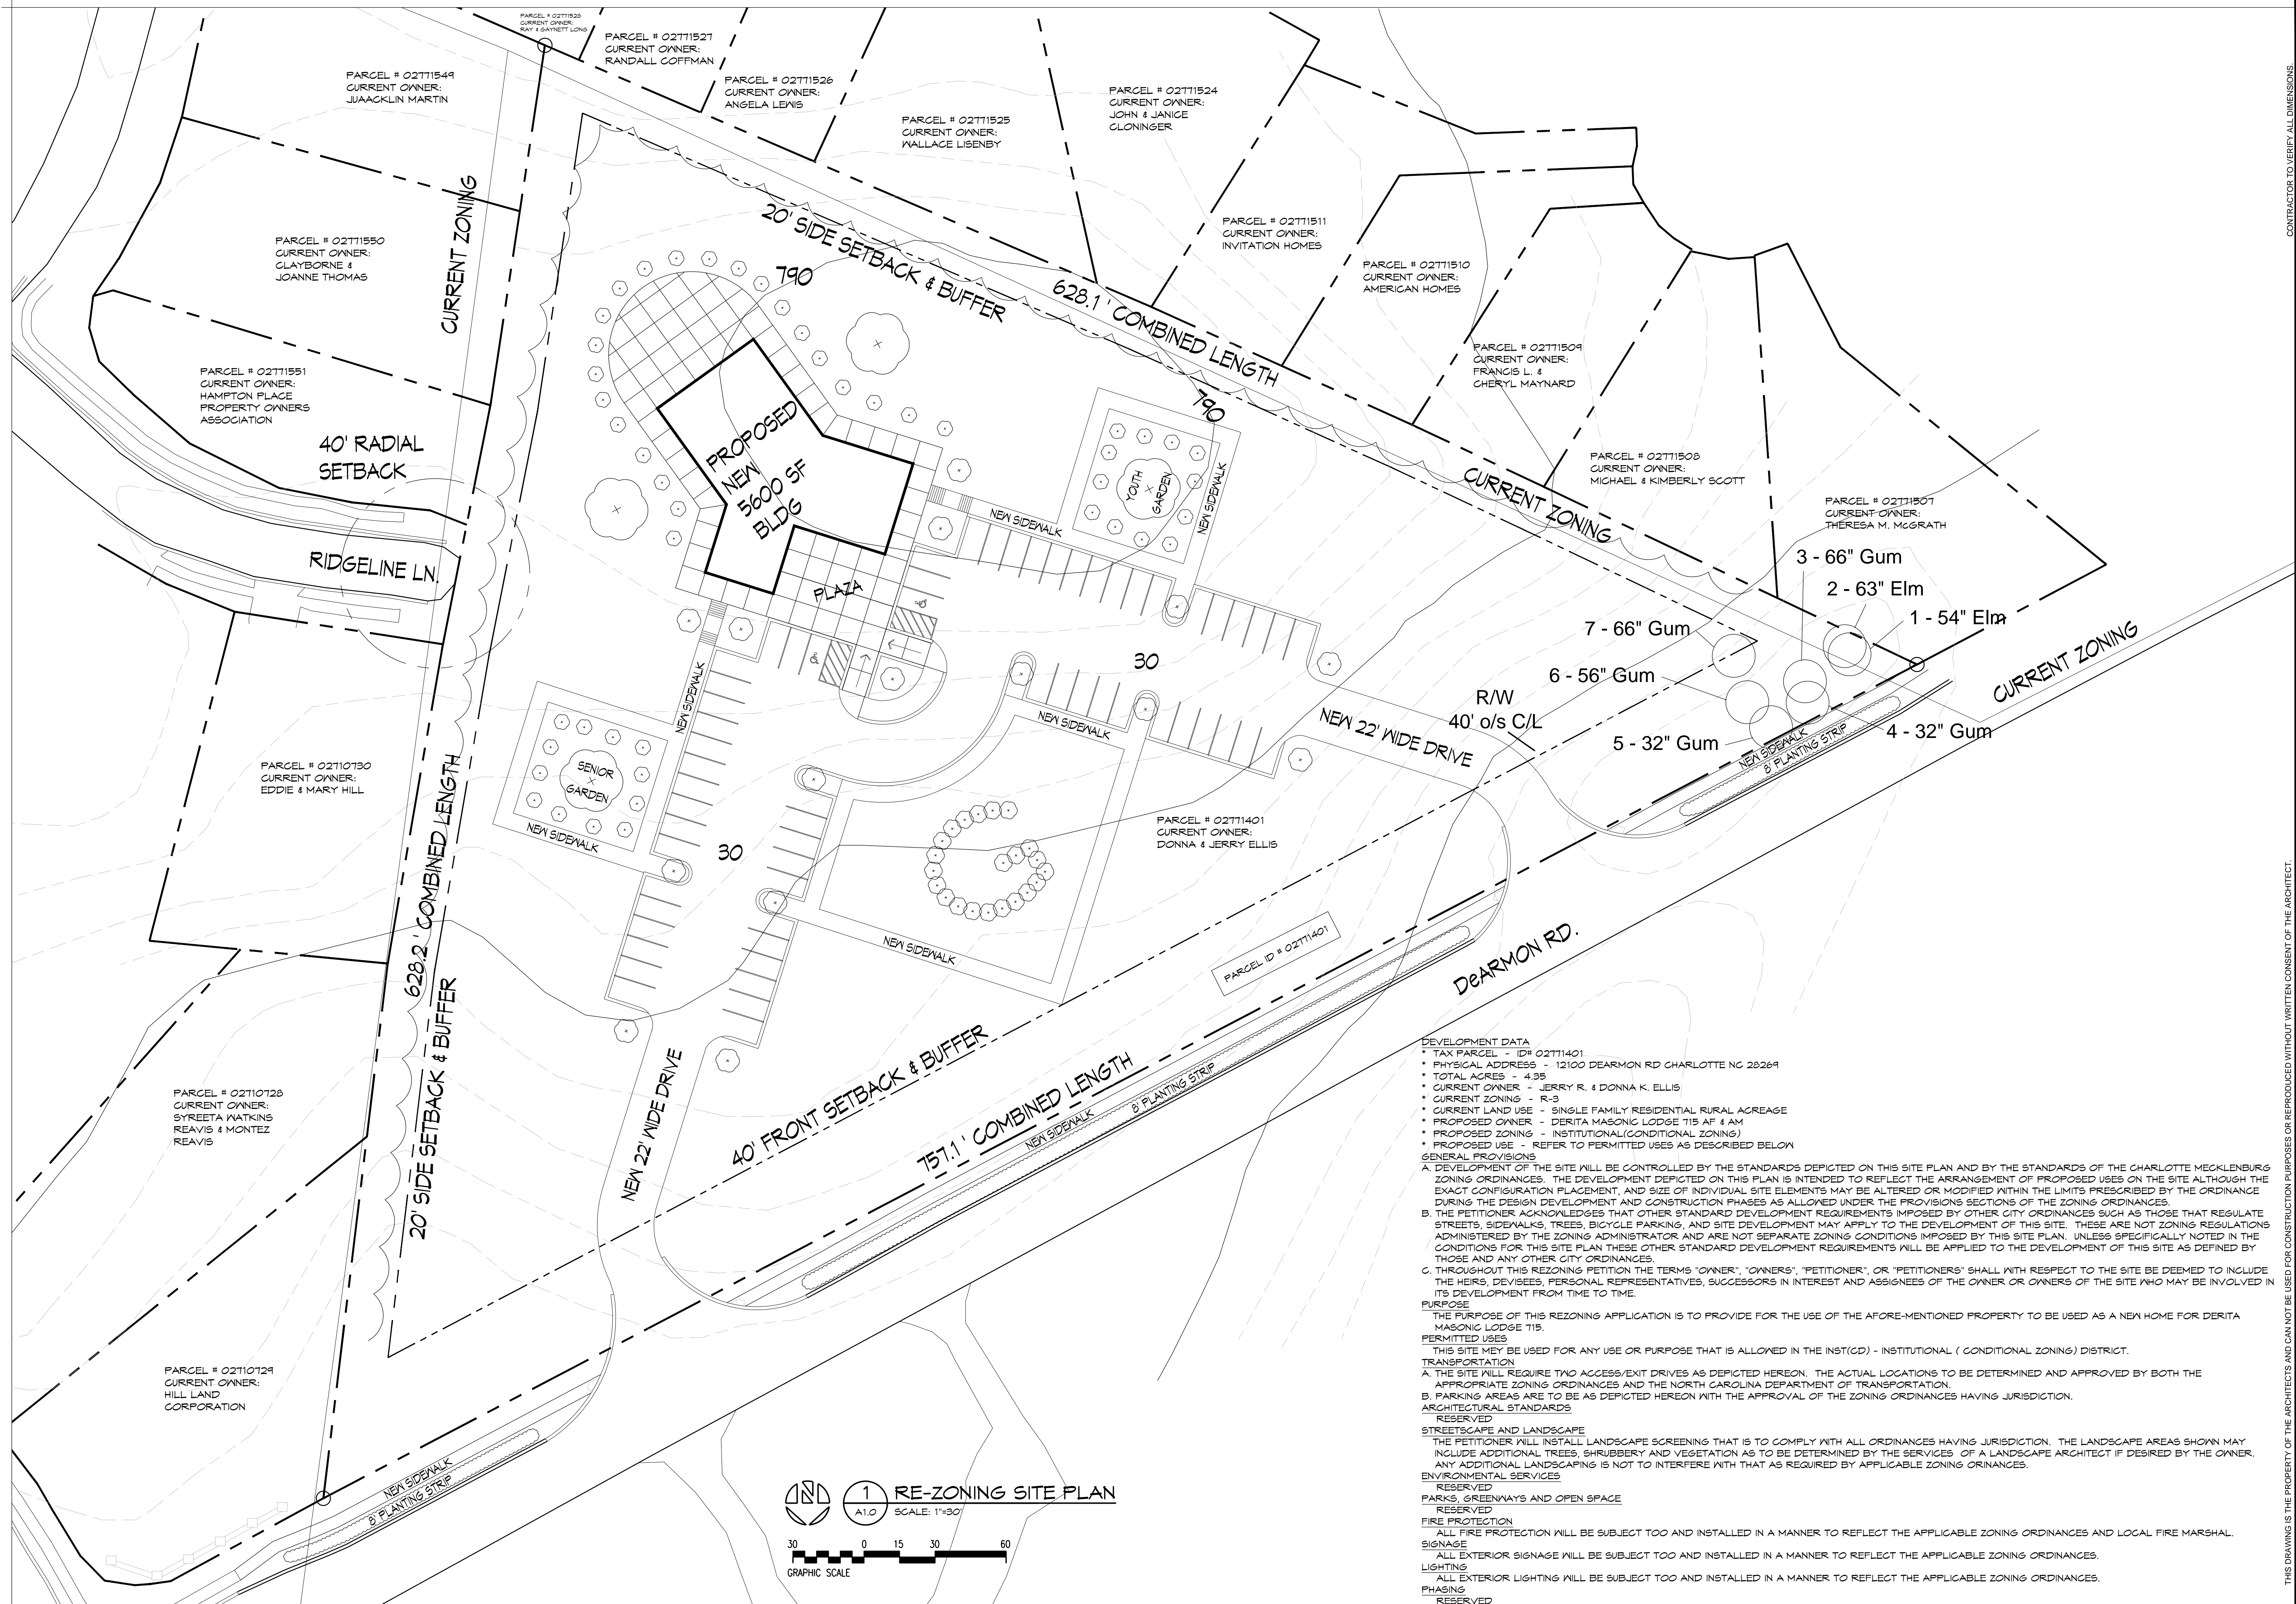 PARCEL # 02771528
CURRENT OWNER:
RAY & GAYNETT LONG
PARCEL # 02771527
CURRENT OWNER:
RANDALL COFFMAN
PARCEL # 02771549
CURRENT OWNER:
JUAACKLIN MARTIN
PARCEL # 02771526
CURRENT OWNER:
ANGELA LEWIS
PARCEL # 02771525
CURRENT OWNER:
WALLACE LISENBY
PARCEL # 02771524
CURRENT OWNER:
JOHN & JANICE
CLONINGER
PARCEL # 02771511
CURRENT OWNER:
INVITATION HOMES
PARCEL # 02771510
CURRENT OWNER:
AMERICAN HOMES
PARCEL # 02771509
CURRENT OWNER:
FRANCIS L. &
CHERYL MAYNARD
PARCEL # 02771508
CURRENT OWNER:
MICHAEL & KIMBERLY SCOTT
PARCEL # 02771507
CURRENT OWNER:
THERESA M. McGRATH
PARCEL # 02771550
CURRENT OWNER:
CLAYBORNE &
JOANNE THOMAS
PARCEL # 02771551
CURRENT OWNER:
HAMPTON PLACE
PROPERTY OWNERS
ASSOCIATION
CURRENT ZONING
40' RADIAL
SETBACK
RIDGELINE LN.
20' SIDE SETBACK & BUFFER
628.1 ' COMBINED LENGTH
790
790
CURRENT ZONING
PROPOSED
NEW
5600 SF
BLDG
PLAZA
YOUTH
GARDEN
NEW SIDEWALK
NEW SIDEWALK
3 - 66" Gum
2 - 63" Elm
1 - 54" Elm
7 - 66" Gum
6 - 56" Gum
5 - 32" Gum
4 - 32" Gum
CURRENT ZONING
R/W
40' o/s C/L
30
NEW SIDEWALK
NEW 22' WIDE DRIVE
NEW SIDEWALK
8' PLANTING STRIP
NEW SIDEWALK
SENIOR
GARDEN
NEW SIDEWALK
30
PARCEL # 02710730
CURRENT OWNER:
EDDIE & MARY HILL
PARCEL # 02771401
CURRENT OWNER:
DONNA & JERRY ELLIS
NEW SIDEWALK
PARCEL ID # 02771401
DeARMON RD.
628.2 ' COMBINED LENGTH
20' SIDE SETBACK & BUFFER
NEW 22' WIDE DRIVE
40' FRONT SETBACK & BUFFER
757.1 ' COMBINED LENGTH
NEW SIDEWALK
8' PLANTING STRIP
PARCEL # 02710728
CURRENT OWNER:
SYREETA WATKINS
REAVIS & MONTEZ
REAVIS
PARCEL # 02710729
CURRENT OWNER:
HILL LAND
CORPORATION
NEW SIDEWALK
8' PLANTING STRIP
N
1
A1.0
RE-ZONING SITE PLAN
SCALE: 1"=30'
30 0 15 30 60
GRAPHIC SCALE
DEVELOPMENT DATA
* TAX PARCEL - ID# 02771401
* PHYSICAL ADDRESS - 12100 DEARMON RD CHARLOTTE NC 28269
* TOTAL ACRES - 4.35
* CURRENT OWNER - JERRY R. & DONNA K. ELLIS
* CURRENT ZONING - R-3
* CURRENT LAND USE - SINGLE FAMILY RESIDENTIAL RURAL ACREAGE
* PROPOSED OWNER - DERITA MASONIC LODGE 715 AF & AM
* PROPOSED ZONING - INSTITUTIONAL(CONDITIONAL ZONING)
* PROPOSED USE - REFER TO PERMITTED USES AS DESCRIBED BELOW
GENERAL PROVISIONS
A. DEVELOPMENT OF THE SITE WILL BE CONTROLLED BY THE STANDARDS DEPICTED ON THIS SITE PLAN AND BY THE STANDARDS OF THE CHARLOTTE MECKLENBURG
ZONING ORDINANCES. THE DEVELOPMENT DEPICTED ON THIS PLAN IS INTENDED TO REFLECT THE ARRANGEMENT OF PROPOSED USES ON THE SITE ALTHOUGH THE
EXACT CONFIGURATION PLACEMENT, AND SIZE OF INDIVIDUAL SITE ELEMENTS MAY BE ALTERED OR MODIFIED WITHIN THE LIMITS PRESCRIBED BY THE ORDINANCE
DURING THE DESIGN DEVELOPMENT AND CONSTRUCTION PHASES AS ALLOWED UNDER THE PROVISIONS SECTIONS OF THE ZONING ORDINANCES.
B. THE PETITIONER ACKNOWLEDGES THAT OTHER STANDARD DEVELOPMENT REQUIREMENTS IMPOSED BY OTHER CITY ORDINANCES SUCH AS THOSE THAT REGULATE
STREETS, SIDEWALKS, TREES, BICYCLE PARKING, AND SITE DEVELOPMENT MAY APPLY TO THE DEVELOPMENT OF THIS SITE. THESE ARE NOT ZONING REGULATIONS
ADMINISTERED BY THE ZONING ADMINISTRATOR AND ARE NOT SEPARATE ZONING CONDITIONS IMPOSED BY THIS SITE PLAN. UNLESS SPECIFICALLY NOTED IN THE
CONDITIONS FOR THIS SITE PLAN THESE OTHER STANDARD DEVELOPMENT REQUIREMENTS WILL BE APPLIED TO THE DEVELOPMENT OF THIS SITE AS DEFINED BY
THOSE AND ANY OTHER CITY ORDINANCES.
C. THROUGHOUT THIS REZONING PETITION THE TERMS "OWNER", "OWNERS", "PETITIONER", OR "PETITIONERS" SHALL WITH RESPECT TO THE SITE BE DEEMED TO INCLUDE
THE HEIRS, DEVISEES, PERSONAL REPRESENTATIVES, SUCCESSORS IN INTEREST AND ASSIGNEES OF THE OWNER OR OWNERS OF THE SITE WHO MAY BE INVOLVED IN
ITS DEVELOPMENT FROM TIME TO TIME.
PURPOSE
THE PURPOSE OF THIS REZONING APPLICATION IS TO PROVIDE FOR THE USE OF THE AFORE-MENTIONED PROPERTY TO BE USED AS A NEW HOME FOR DERITA
MASONIC LODGE 715.
PERMITTED USES
THIS SITE MEY BE USED FOR ANY USE OR PURPOSE THAT IS ALLOWED IN THE INST(CD) - INSTITUTIONAL ( CONDITIONAL ZONING) DISTRICT.
TRANSPORTATION
A. THE SITE WILL REQUIRE TWO ACCESS/EXIT DRIVES AS DEPICTED HEREON. THE ACTUAL LOCATIONS TO BE DETERMINED AND APPROVED BY BOTH THE
APPROPRIATE ZONING ORDINANCES AND THE NORTH CAROLINA DEPARTMENT OF TRANSPORTATION.
B. PARKING AREAS ARE TO BE AS DEPICTED HEREON WITH THE APPROVAL OF THE ZONING ORDINANCES HAVING JURISDICTION.
ARCHITECTURAL STANDARDS
RESERVED
STREETSCAPE AND LANDSCAPE
THE PETITIONER WILL INSTALL LANDSCAPE SCREENING THAT IS TO COMPLY WITH ALL ORDINANCES HAVING JURISDICTION. THE LANDSCAPE AREAS SHOWN MAY
INCLUDE ADDITIONAL TREES, SHRUBBERY AND VEGETATION AS TO BE DETERMINED BY THE SERVICES OF A LANDSCAPE ARCHITECT IF DESIRED BY THE OWNER.
ANY ADDITIONAL LANDSCAPING IS NOT TO INTERFERE WITH THAT AS REQUIRED BY APPLICABLE ZONING ORINANCES.
ENVIRONMENTAL SERVICES
RESERVED
PARKS, GREENWAYS AND OPEN SPACE
RESERVED
FIRE PROTECTION
ALL FIRE PROTECTION WILL BE SUBJECT TOO AND INSTALLED IN A MANNER TO REFLECT THE APPLICABLE ZONING ORDINANCES AND LOCAL FIRE MARSHAL.
SIGNAGE
ALL EXTERIOR SIGNAGE WILL BE SUBJECT TOO AND INSTALLED IN A MANNER TO REFLECT THE APPLICABLE ZONING ORDINANCES.
LIGHTING
ALL EXTERIOR LIGHTING WILL BE SUBJECT TOO AND INSTALLED IN A MANNER TO REFLECT THE APPLICABLE ZONING ORDINANCES.
PHASING
RESERVED
CONTRACTOR TO VERIFY ALL DIMENSIONS.
THIS DRAWING IS THE PROPERTY OF THE ARCHITECTS AND CAN NOT BE USED FOR CONSTRUCTION PURPOSES OR REPRODUCED WITHOUT WRITTEN CONSENT OF THE ARCHITECT.